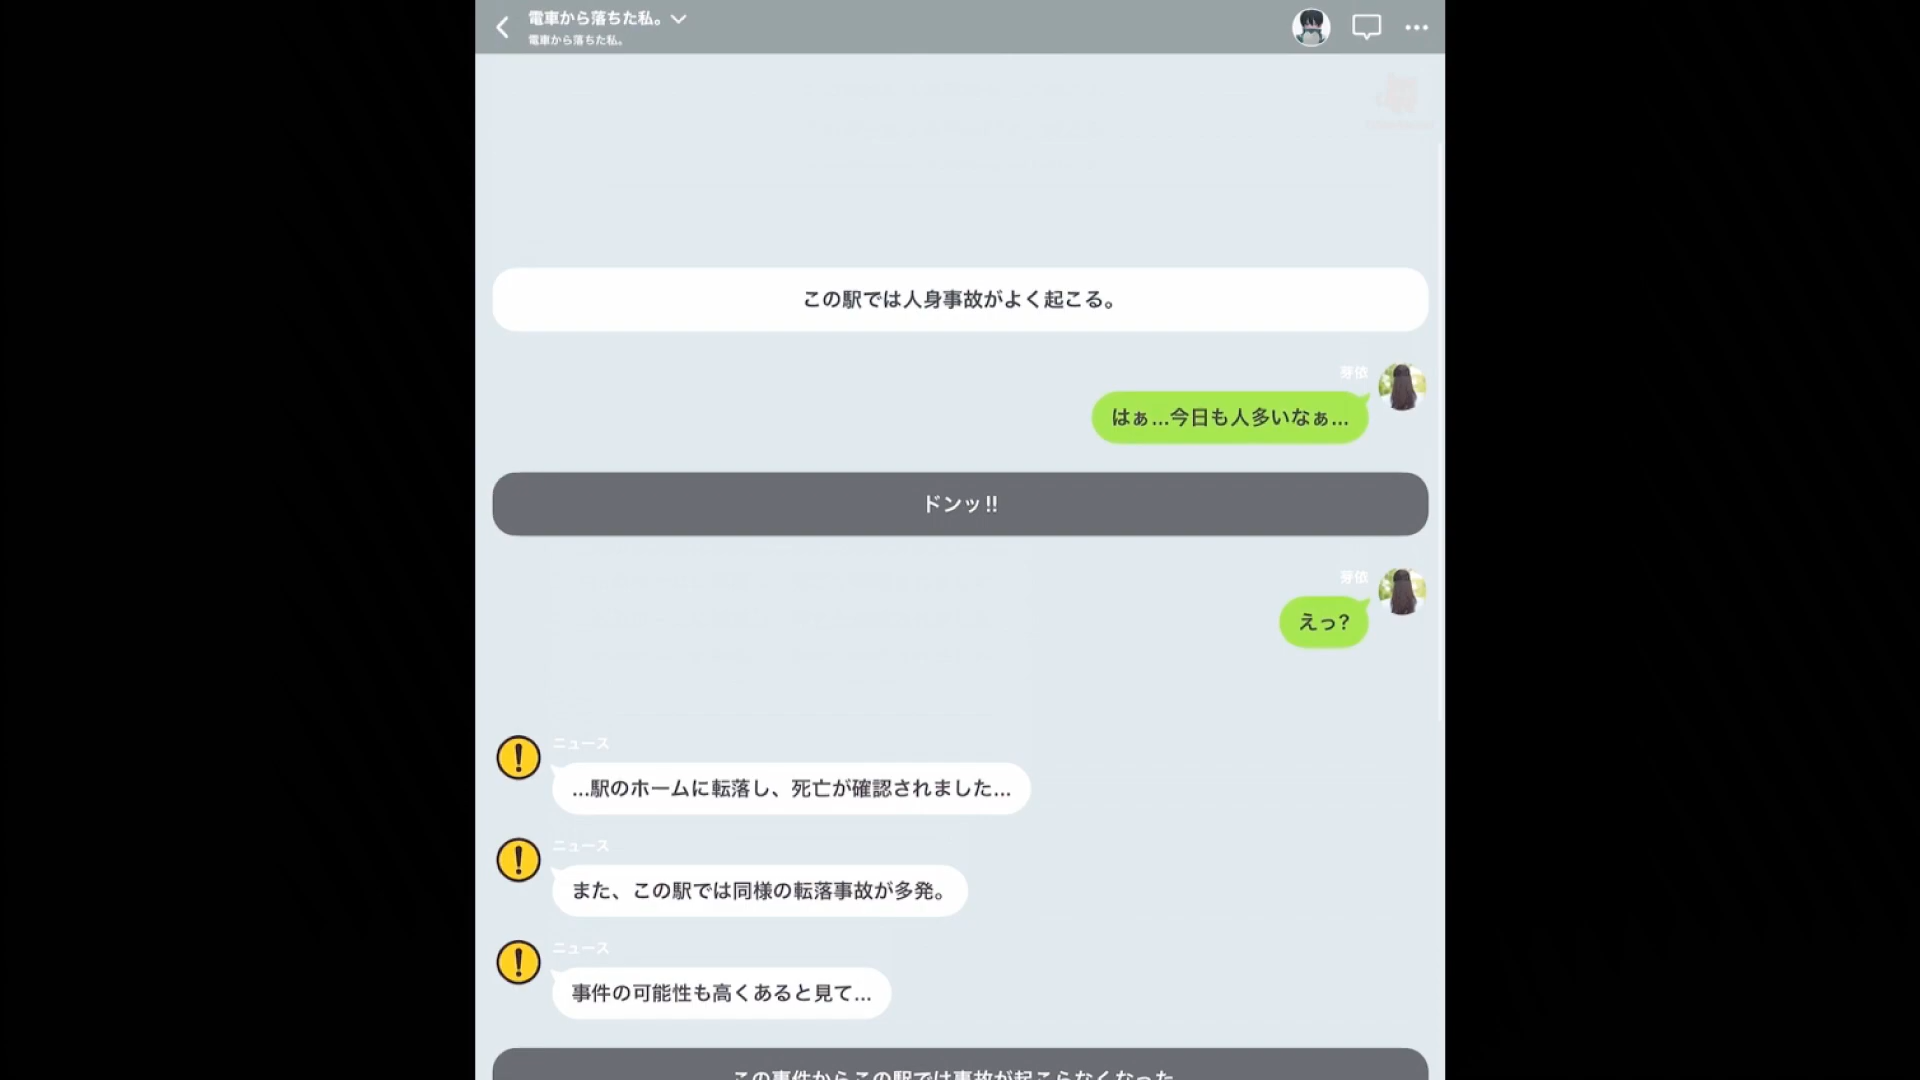 電車から落ちた私。
電車から落ちた私。
この駅では人身事故がよく起こる。
芽依
はぁ...今日も人多いなぁ...
ドンッ!!
芽依
えっ?
ニュース
...駅のホームに転落し、死亡が確認されました...
ニュース
また、この駅では同様の転落事故が多発。
ニュース
事件の可能性も高くあると見て...
この事件からこの駅では事故が起こらなくなった